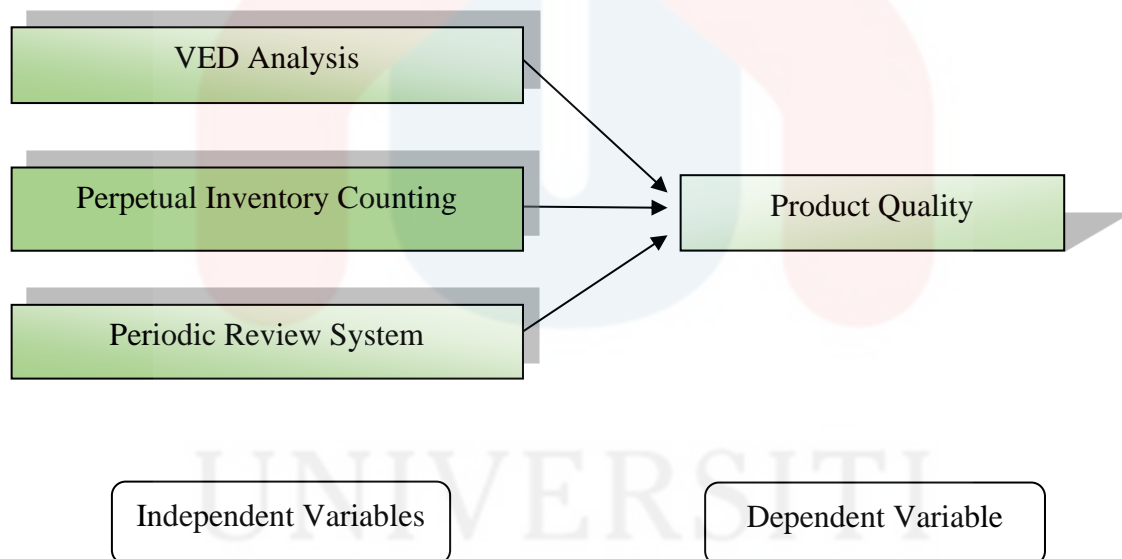 VED Analysis
Perpetual Inventory Counting
Product Quality
Periodic Review System
UNIVERSITI
Independent Variables
Dependent Variable